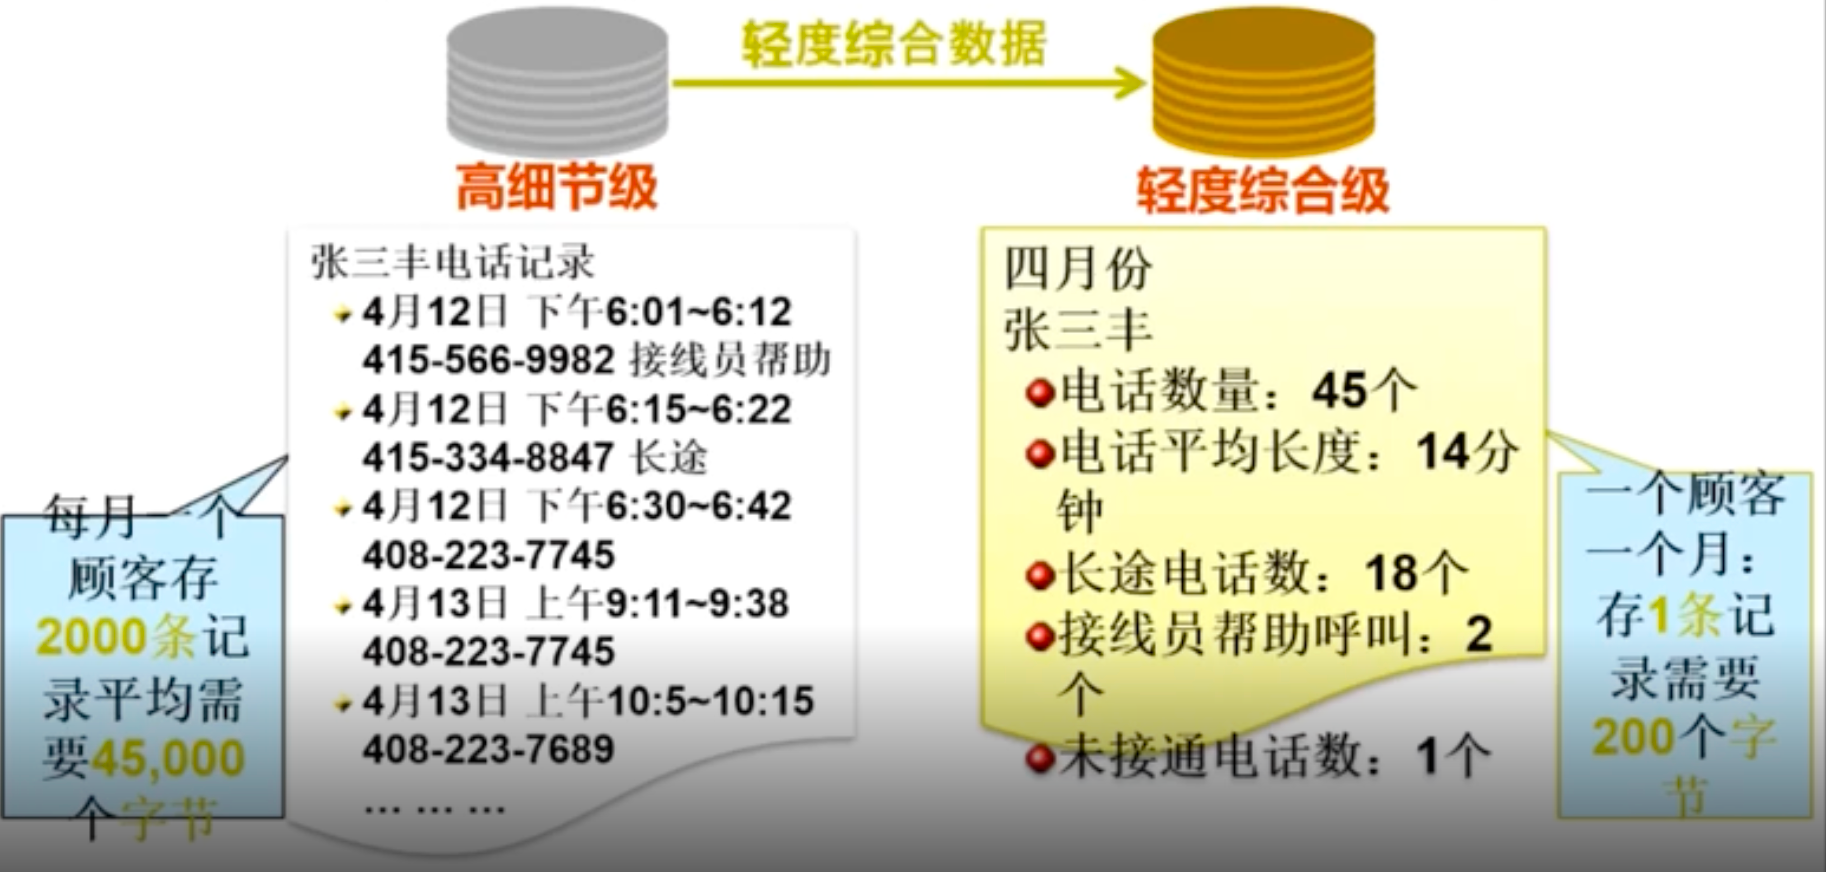 轻度综合数据
高细节级
轻度综合级
张三丰电话记录
4月12日 下午6:01~6:12
415-566-9982 接线员帮助
4月12日 下午6:15~6:22
415-334-8847 长途
4月12日 下午6:30~6:42
408-223-7745
4月13日 上午9:11~9:38
408-223-7745
4月13日 上午10:5~10:15
408-223-7689
... ... ...
每月一个
顾客存
2000条记
录平均需
要45,000
个字节
四月份
张三丰
电话数量：45个
电话平均长度：14分
钟
长途电话数：18个
接线员帮助呼叫：2
个
未接通电话数：1个
一个顾客
一个月：
存1条记
录需要
200个字
节